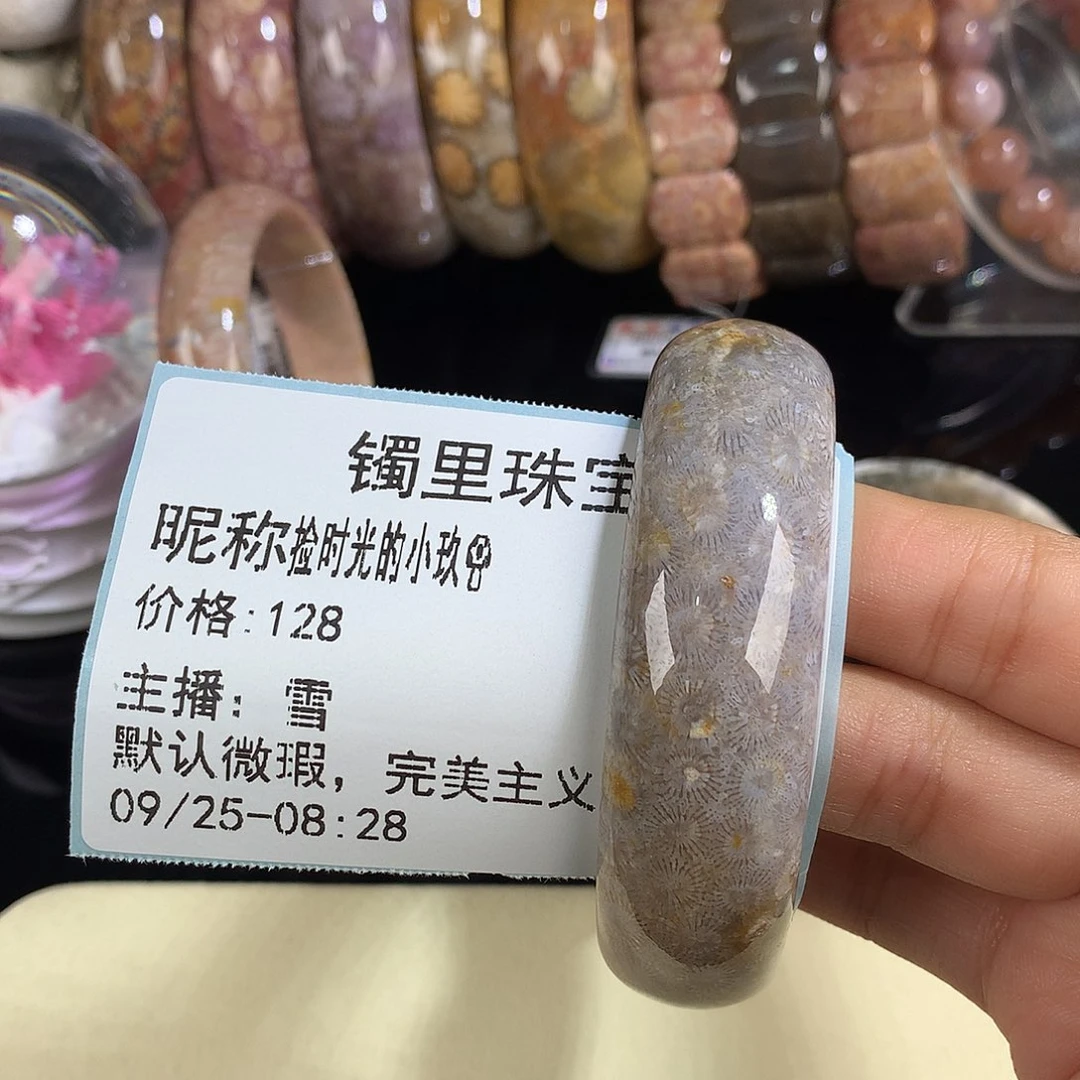 镯里珠宝
昵称捡时光的小玖
价格:128
主播：雪
默认微瑕，完美主义
09/25-08:28